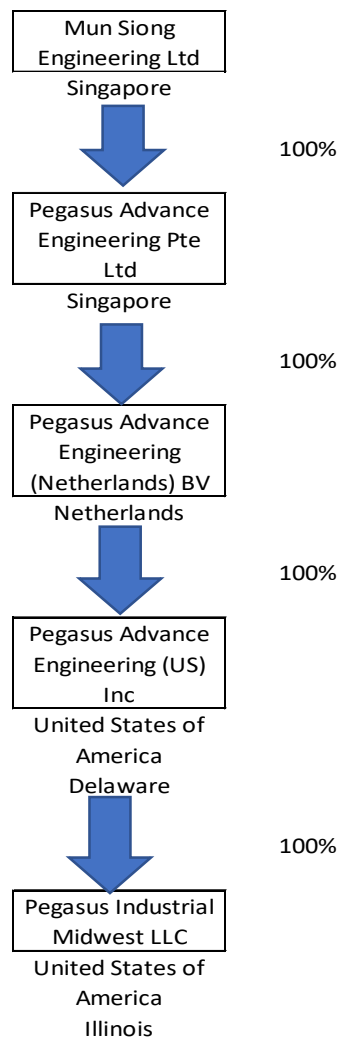 Mun Siong
Engineering Ltd
Singapore
100%
Pegasus Advance
Engineering Pte
Ltd
Singapore
100%
Pegasus Advance
Engineering
(Netherlands) BV
Netherlands
100%
Pegasus Advance
Engineering (US)
Inc
United States of
America
Delaware
100%
Pegasus Industrial
Midwest LLC
United States of
America
Illinois